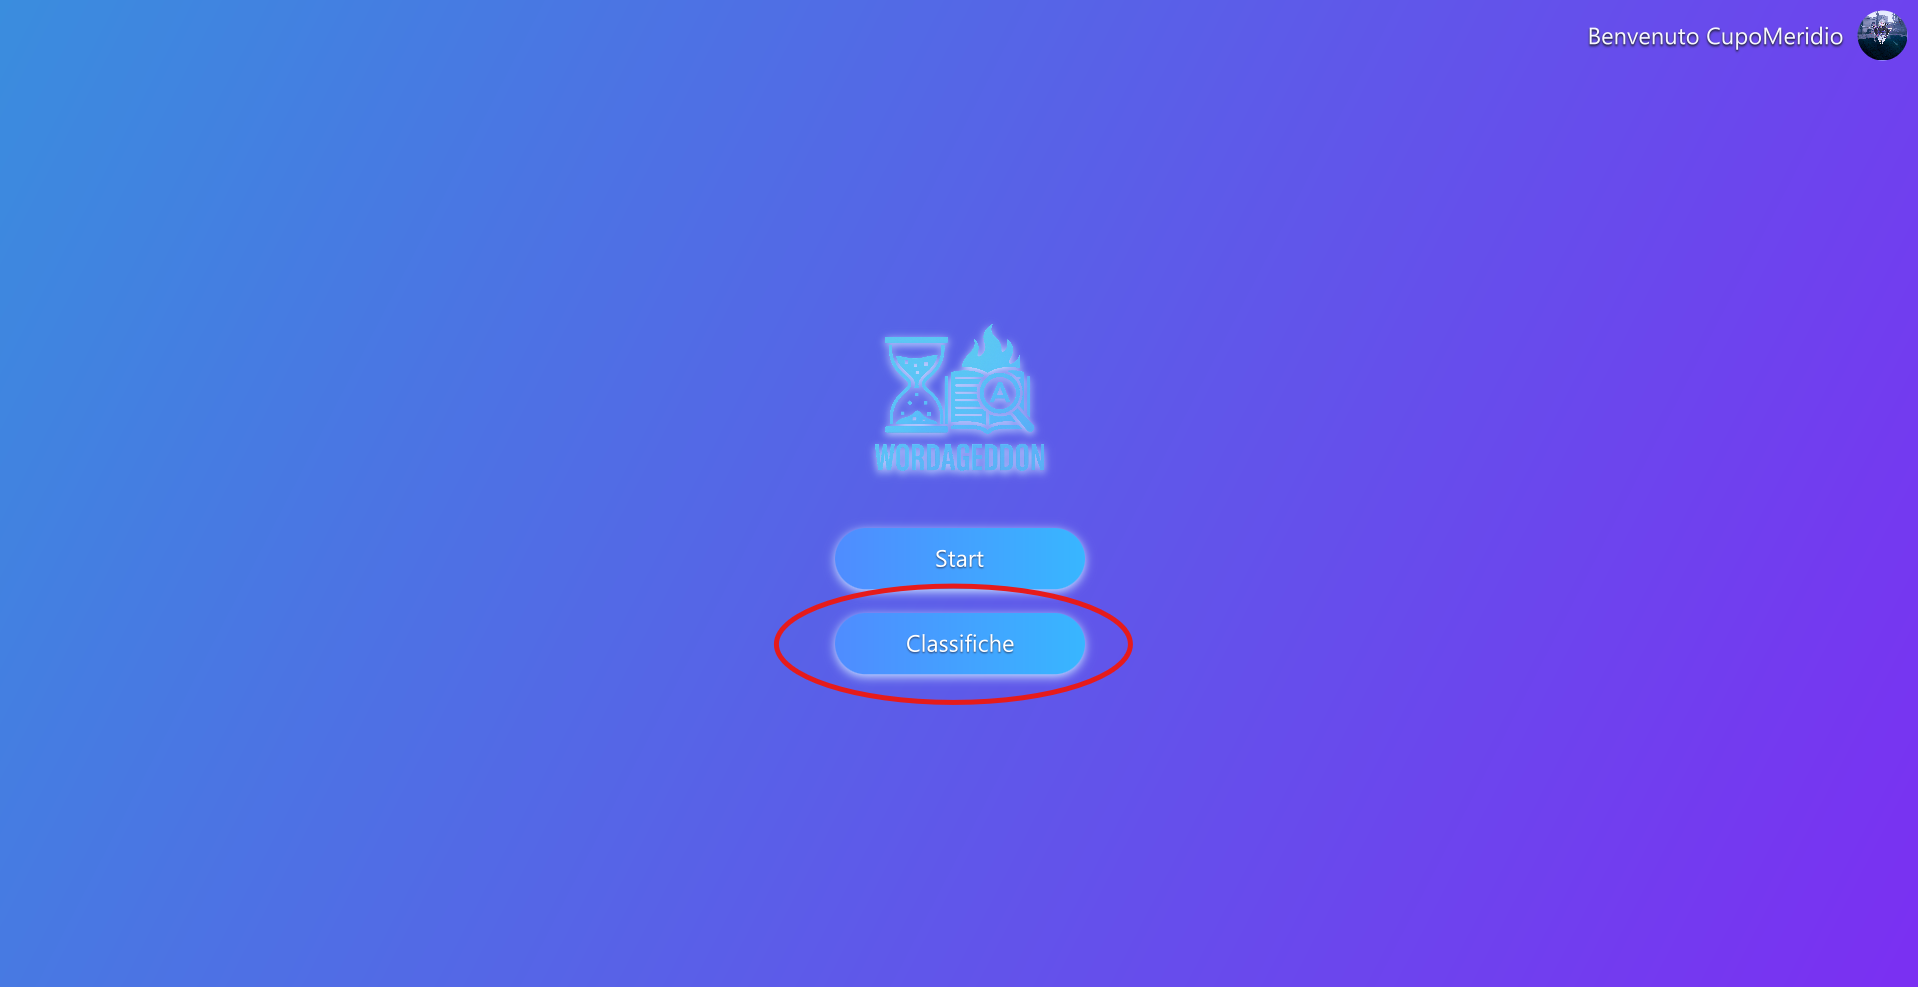 Benvenuto CupoMeridio
A
WORDAGEDDON
Start
Classifiche